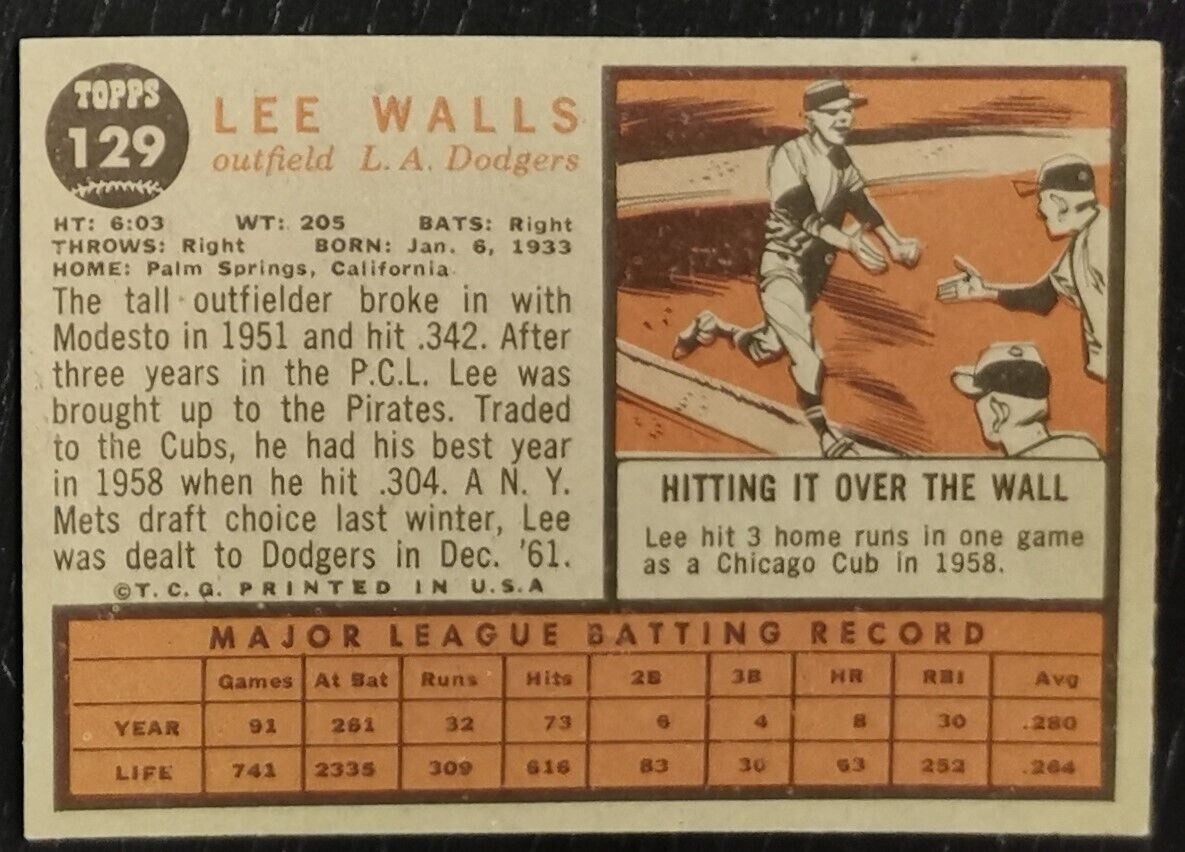 TOPPS
129
LEE WALLS
outfield L. A. Dodgers
HT: 6:03 WT: 205 BATS: Right
THROWS: Right BORN: Jan. 6, 1933
HOME: Palm Springs, California
The tall outfielder broke in with
Modesto in 1951 and hit .342. After
three years in the P.C.L. Lee was
brought up to the Pirates. Traded
to the Cubs, he had his best year
in 1958 when he hit .304. A N. Y.
Mets draft choice last winter, Lee
was dealt to Dodgers in Dec. '61.
©T. C. G. PRINTED IN U.S.A
HITTING IT OVER THE WALL
Lee hit 3 home runs in one game
as a Chicago Cub in 1958.
MAJOR LEAGUE BATTING RECORD
Games At Bat Runs Hits 2B 3B HR RBI Avg
YEAR 91 261 32 73 6 4 8 30 .280
LIFE 741 2335 309 616 83 30 63 252 .264